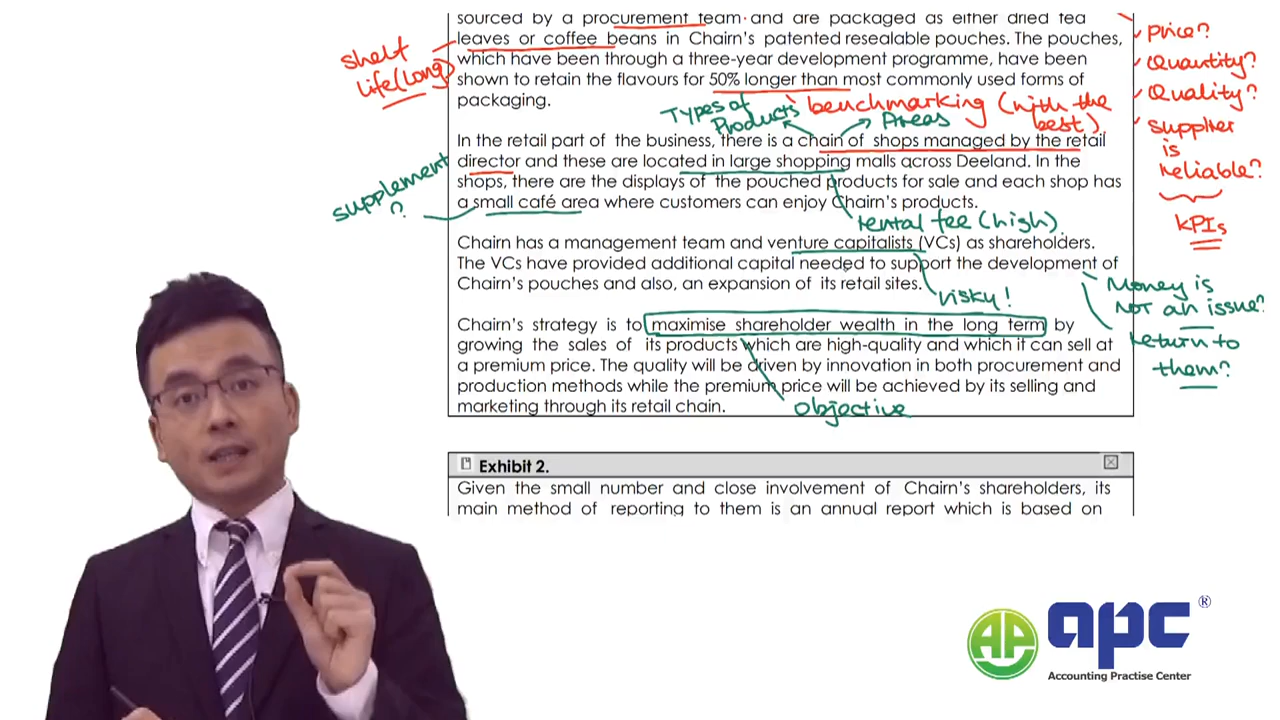 sourced by a procurement team and are packaged as either dried tea
leaves or coffee beans in Chairn's patented resealable pouches. The pouches,
which have been through a three-year development programme, have been
shown to retain the flavours for 50% longer than most commonly used forms of
packaging.
shelf
life(long)
Types of
Products
benchmarking (with the
best)
Areas
In the retail part of the business, there is a chain of shops managed by the retail
director and these are located in large shopping malls across Deeland. In the
shops, there are the displays of the pouched products for sale and each shop has
a small café area where customers can enjoy Chairn's products.
supplement
?
rental fee (high)
Chairn has a management team and venture capitalists (VCs) as shareholders.
The VCs have provided additional capital needed to support the development of
Chairn's pouches and also, an expansion of its retail sites.
risky!
Chairn's strategy is to maximise shareholder wealth in the long term by
growing the sales of its products which are high-quality and which it can sell at
a premium price. The quality will be driven by innovation in both procurement and
production methods while the premium price will be achieved by its selling and
marketing through its retail chain.
objective
price?
Quantity?
Quality?
supplier
is
reliable?
KPIs
Money is
NOT an issue?
return to
them?
Exhibit 2.
Given the small number and close involvement of Chairn's shareholders, its
main method of reporting to them is an annual report which is based on
AP
apc®
Accounting Practise Center